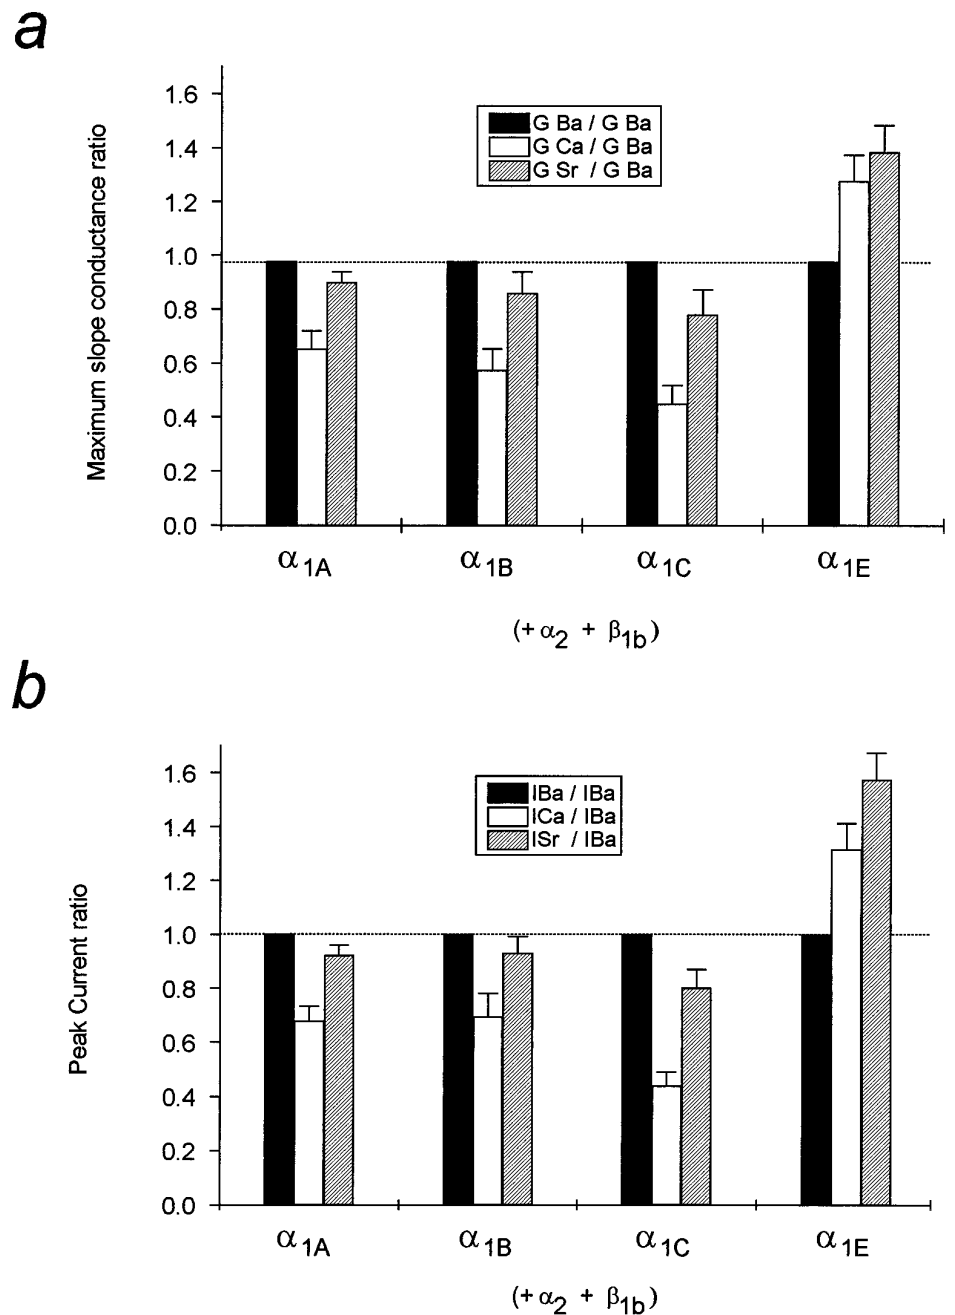 a
Maximum slope conductance ratio
1.6
1.4
1.2
1.0
0.8
0.6
0.4
0.2
0.0
G Ba / G Ba
G Ca / G Ba
G Sr / G Ba
α1A α1B α1C α1E
(+ α2 + β1b)
b
Peak Current ratio
1.6
1.4
1.2
1.0
0.8
0.6
0.4
0.2
0.0
IBa / IBa
ICa / IBa
ISr / IBa
α1A α1B α1C α1E
(+ α2 + β1b)